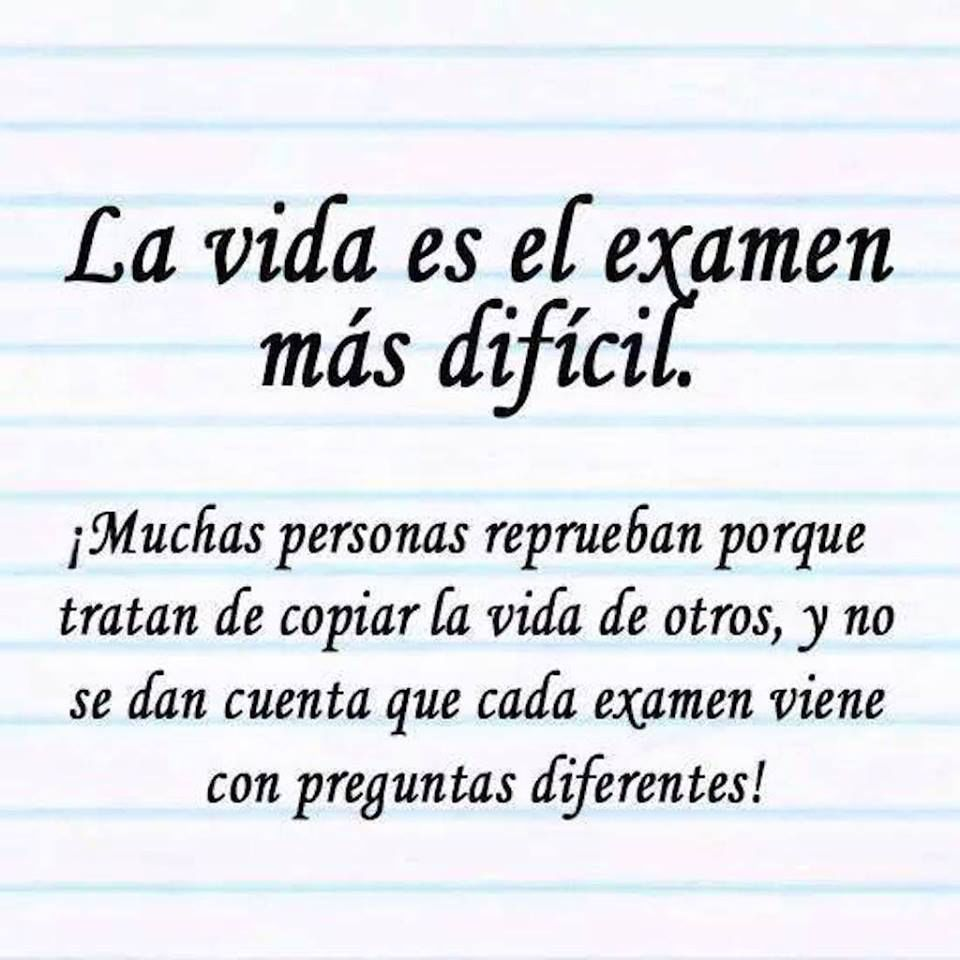 La vida es el examen
más difícil.
¡Muchas personas reprueban porque
tratan de copiar la vida de otros, y no
se dan cuenta que cada examen viene
con preguntas diferentes!